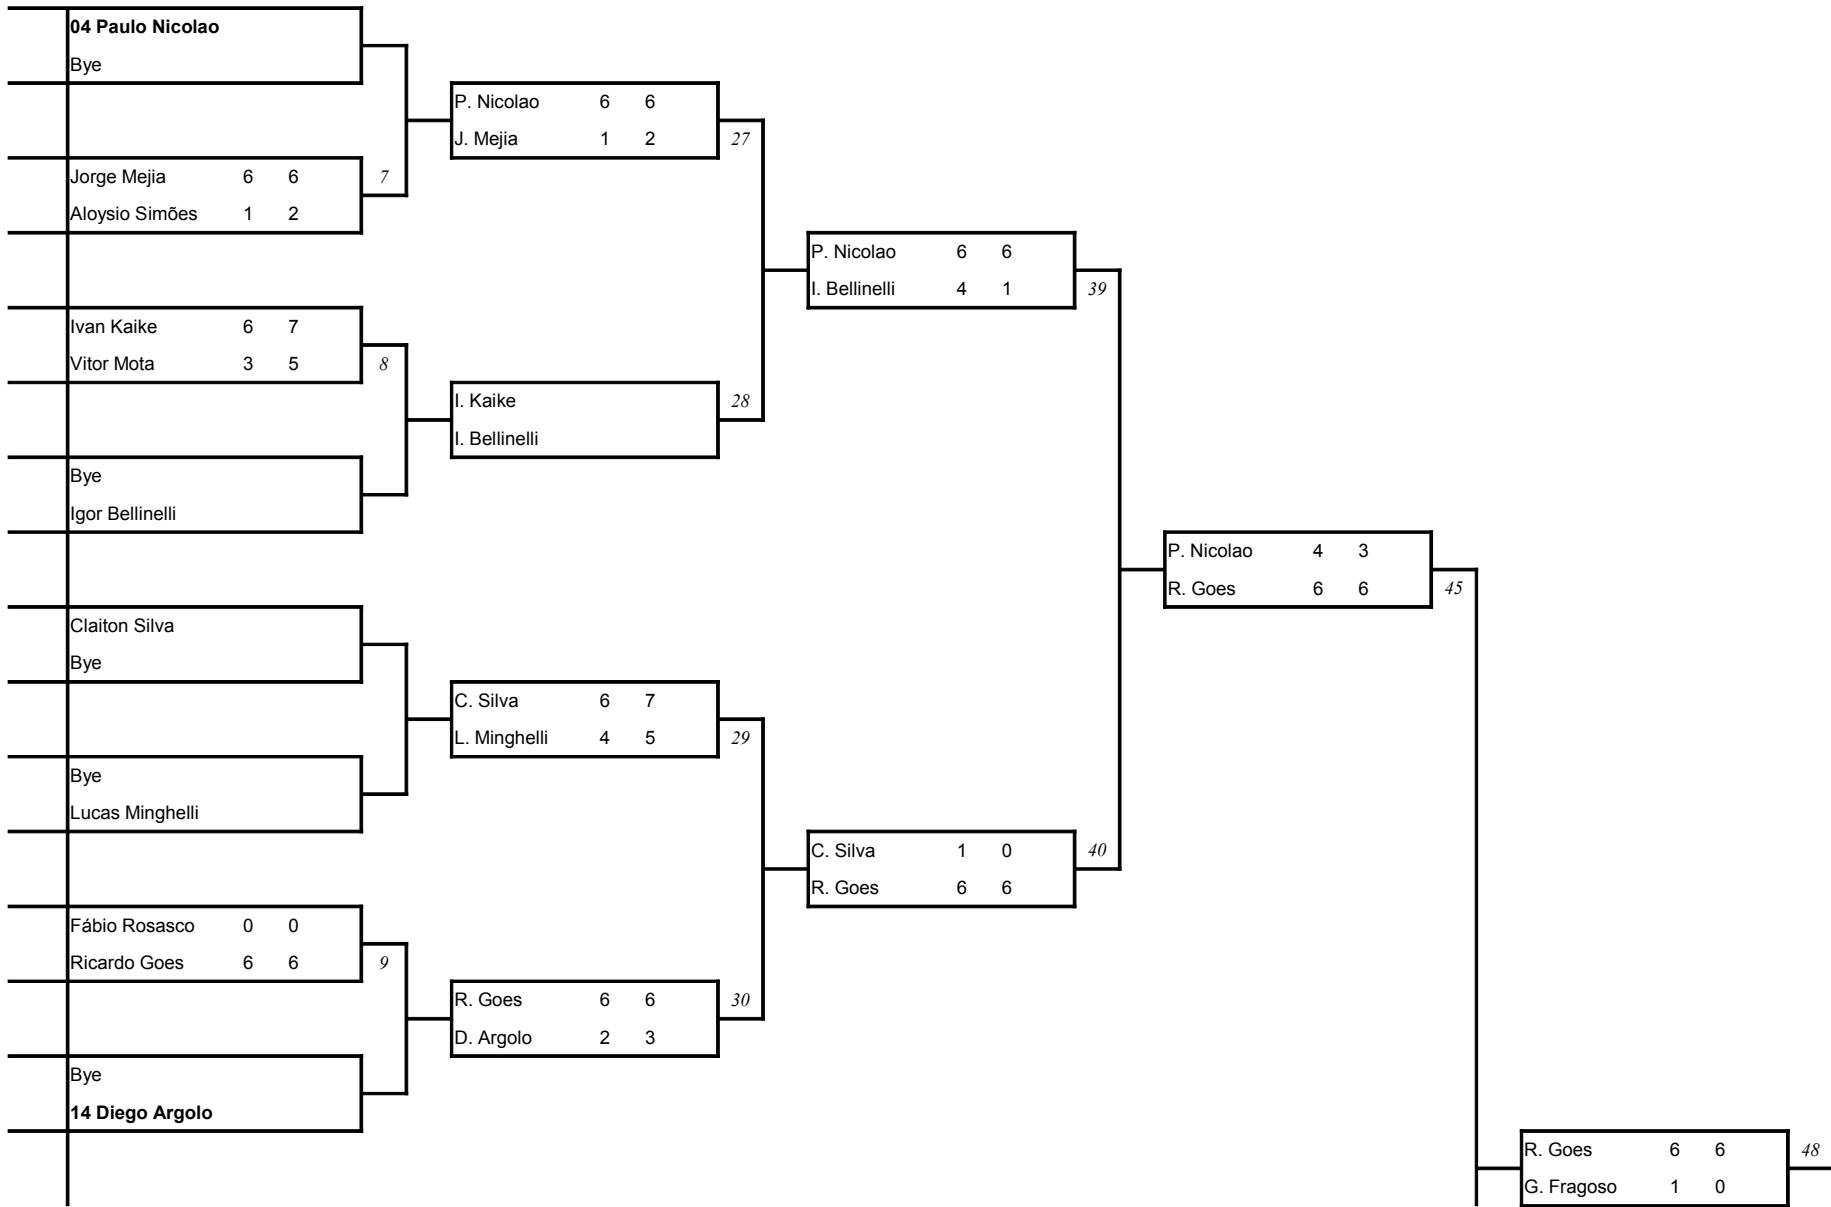 04 Paulo Nicolao
Bye
P. Nicolao 6 6
J. Mejia 1 2
27
Jorge Mejia 6 6
7
Aloysio Simões 1 2
P. Nicolao 6 6
I. Bellinelli 4 1
39
Ivan Kaike 6 7
Vitor Mota 3 5
8
I. Kaike
28
I. Bellinelli
Bye
Igor Bellinelli
P. Nicolao 4 3
R. Goes 6 6
45
Claiton Silva
Bye
C. Silva 6 7
L. Minghelli 4 5
29
Bye
Lucas Minghelli
C. Silva 1 0
40
R. Goes 6 6
Fábio Rosasco 0 0
Ricardo Goes 6 6
9
R. Goes 6 6
30
D. Argolo 2 3
Bye
14 Diego Argolo
R. Goes 6 6
48
G. Fragoso 1 0